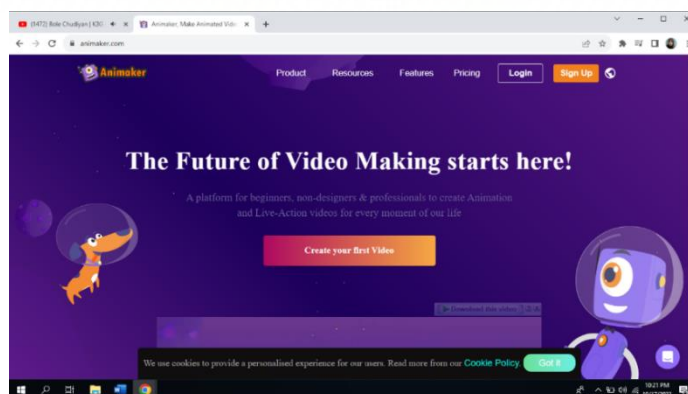 (1472) Bole Chudiyan | K3G
Animaker, Make Animated Vide
animaker.com
Animaker
Product Resources Features Pricing Login Sign Up
The Future of Video Making starts here!
A platform for beginners, non-designers & professionals to create Animation
and Live-Action videos for every moment of our life
Create your first Video
Download this video
We use cookies to provide a personalised experience for our users. Read more from our Cookie Policy. Got it
10:21 PM